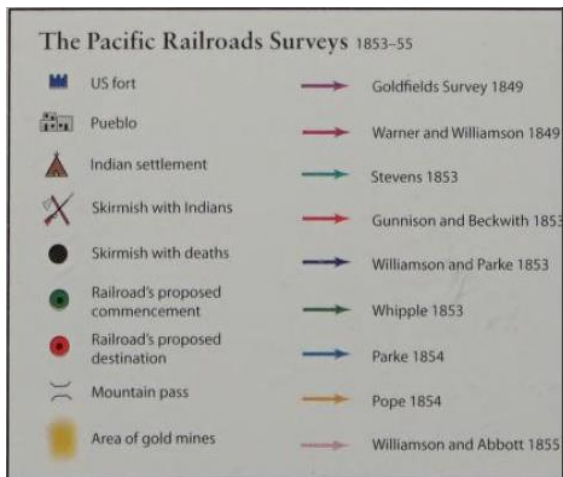 The Pacific Railroads Surveys 1853–55
US fort
Pueblo
Indian settlement
Skirmish with Indians
Skirmish with deaths
Railroad's proposed
commencement
Railroad's proposed
destination
Mountain pass
Area of gold mines
Goldfields Survey 1849
Warner and Williamson 1849
Stevens 1853
Gunnison and Beckwith 1853
Williamson and Parke 1853
Whipple 1853
Parke 1854
Pope 1854
Williamson and Abbott 1855